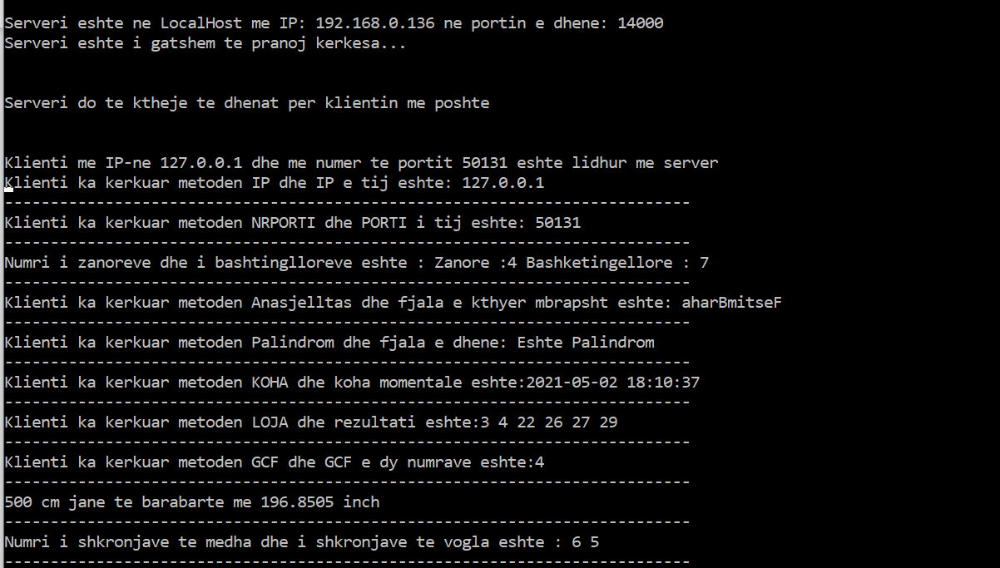 Serveri eshte ne LocalHost me IP: 192.168.0.136 ne portin e dhene: 14000
Serveri eshte i gatshem te pranoj kerkesa...
Serveri do te ktheje te dhenat per klientin me poshte
Klienti me IP-ne 127.0.0.1 dhe me numer te portit 50131 eshte lidhur me server
Klienti ka kerkuar metoden IP dhe IP e tij eshte: 127.0.0.1
---------------------------------------------------------------------------
Klienti ka kerkuar metoden NRPORTI dhe PORTI i tij eshte: 50131
---------------------------------------------------------------------------
Numri i zanoreve dhe i bashtinglloreve eshte : Zanore :4 Bashketingellore : 7
---------------------------------------------------------------------------
Klienti ka kerkuar metoden Anasjelltas dhe fjala e kthyer mbrapsht eshte: aharBmitseF
---------------------------------------------------------------------------
Klienti ka kerkuar metoden Palindrom dhe fjala e dhene: Eshte Palindrom
---------------------------------------------------------------------------
Klienti ka kerkuar metoden KOHA dhe koha momentale eshte:2021-05-02 18:10:37
---------------------------------------------------------------------------
Klienti ka kerkuar metoden LOJA dhe rezultati eshte:3 4 22 26 27 29
---------------------------------------------------------------------------
Klienti ka kerkuar metoden GCF dhe GCF e dy numrave eshte:4
---------------------------------------------------------------------------
500 cm jane te barabarte me 196.8505 inch
---------------------------------------------------------------------------
Numri i shkronjave te medha dhe i shkronjave te vogla eshte : 6 5
---------------------------------------------------------------------------